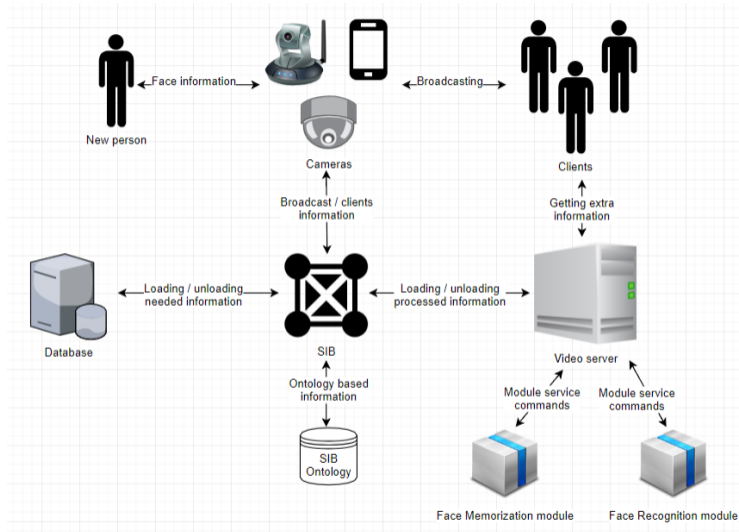 Face information
Broadcasting
New person
Cameras
Clients
Broadcast / clients
information
Getting extra
information
Loading / unloading
needed information
Loading / unloading
processed information
Database
SIB
Video server
Ontology based
information
Module service
commands
Module service
commands
SIB
Ontology
Face Memorization module
Face Recognition module